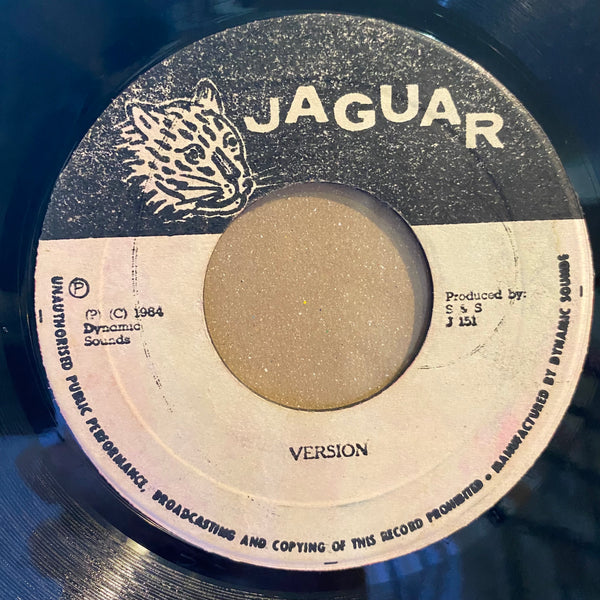 JAGUAR
℗
(P) (C) 1984
Dynamic
Sounds
Produced by:
S & S
J 151
VERSION
UNAUTHORISED PUBLIC PERFORMANCE, BROADCASTING AND COPYING OF THIS RECORD PROHIBITED • MANUFACTURED BY DYNAMIC SOUNDS